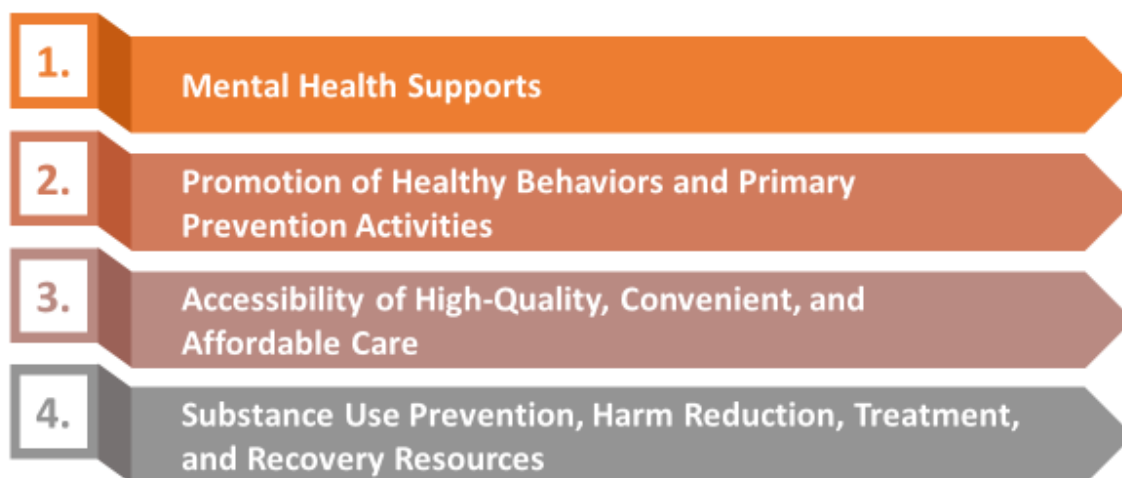 1.
Mental Health Supports
2.
Promotion of Healthy Behaviors and Primary
Prevention Activities
3.
Accessibility of High-Quality, Convenient, and
Affordable Care
4.
Substance Use Prevention, Harm Reduction, Treatment,
and Recovery Resources